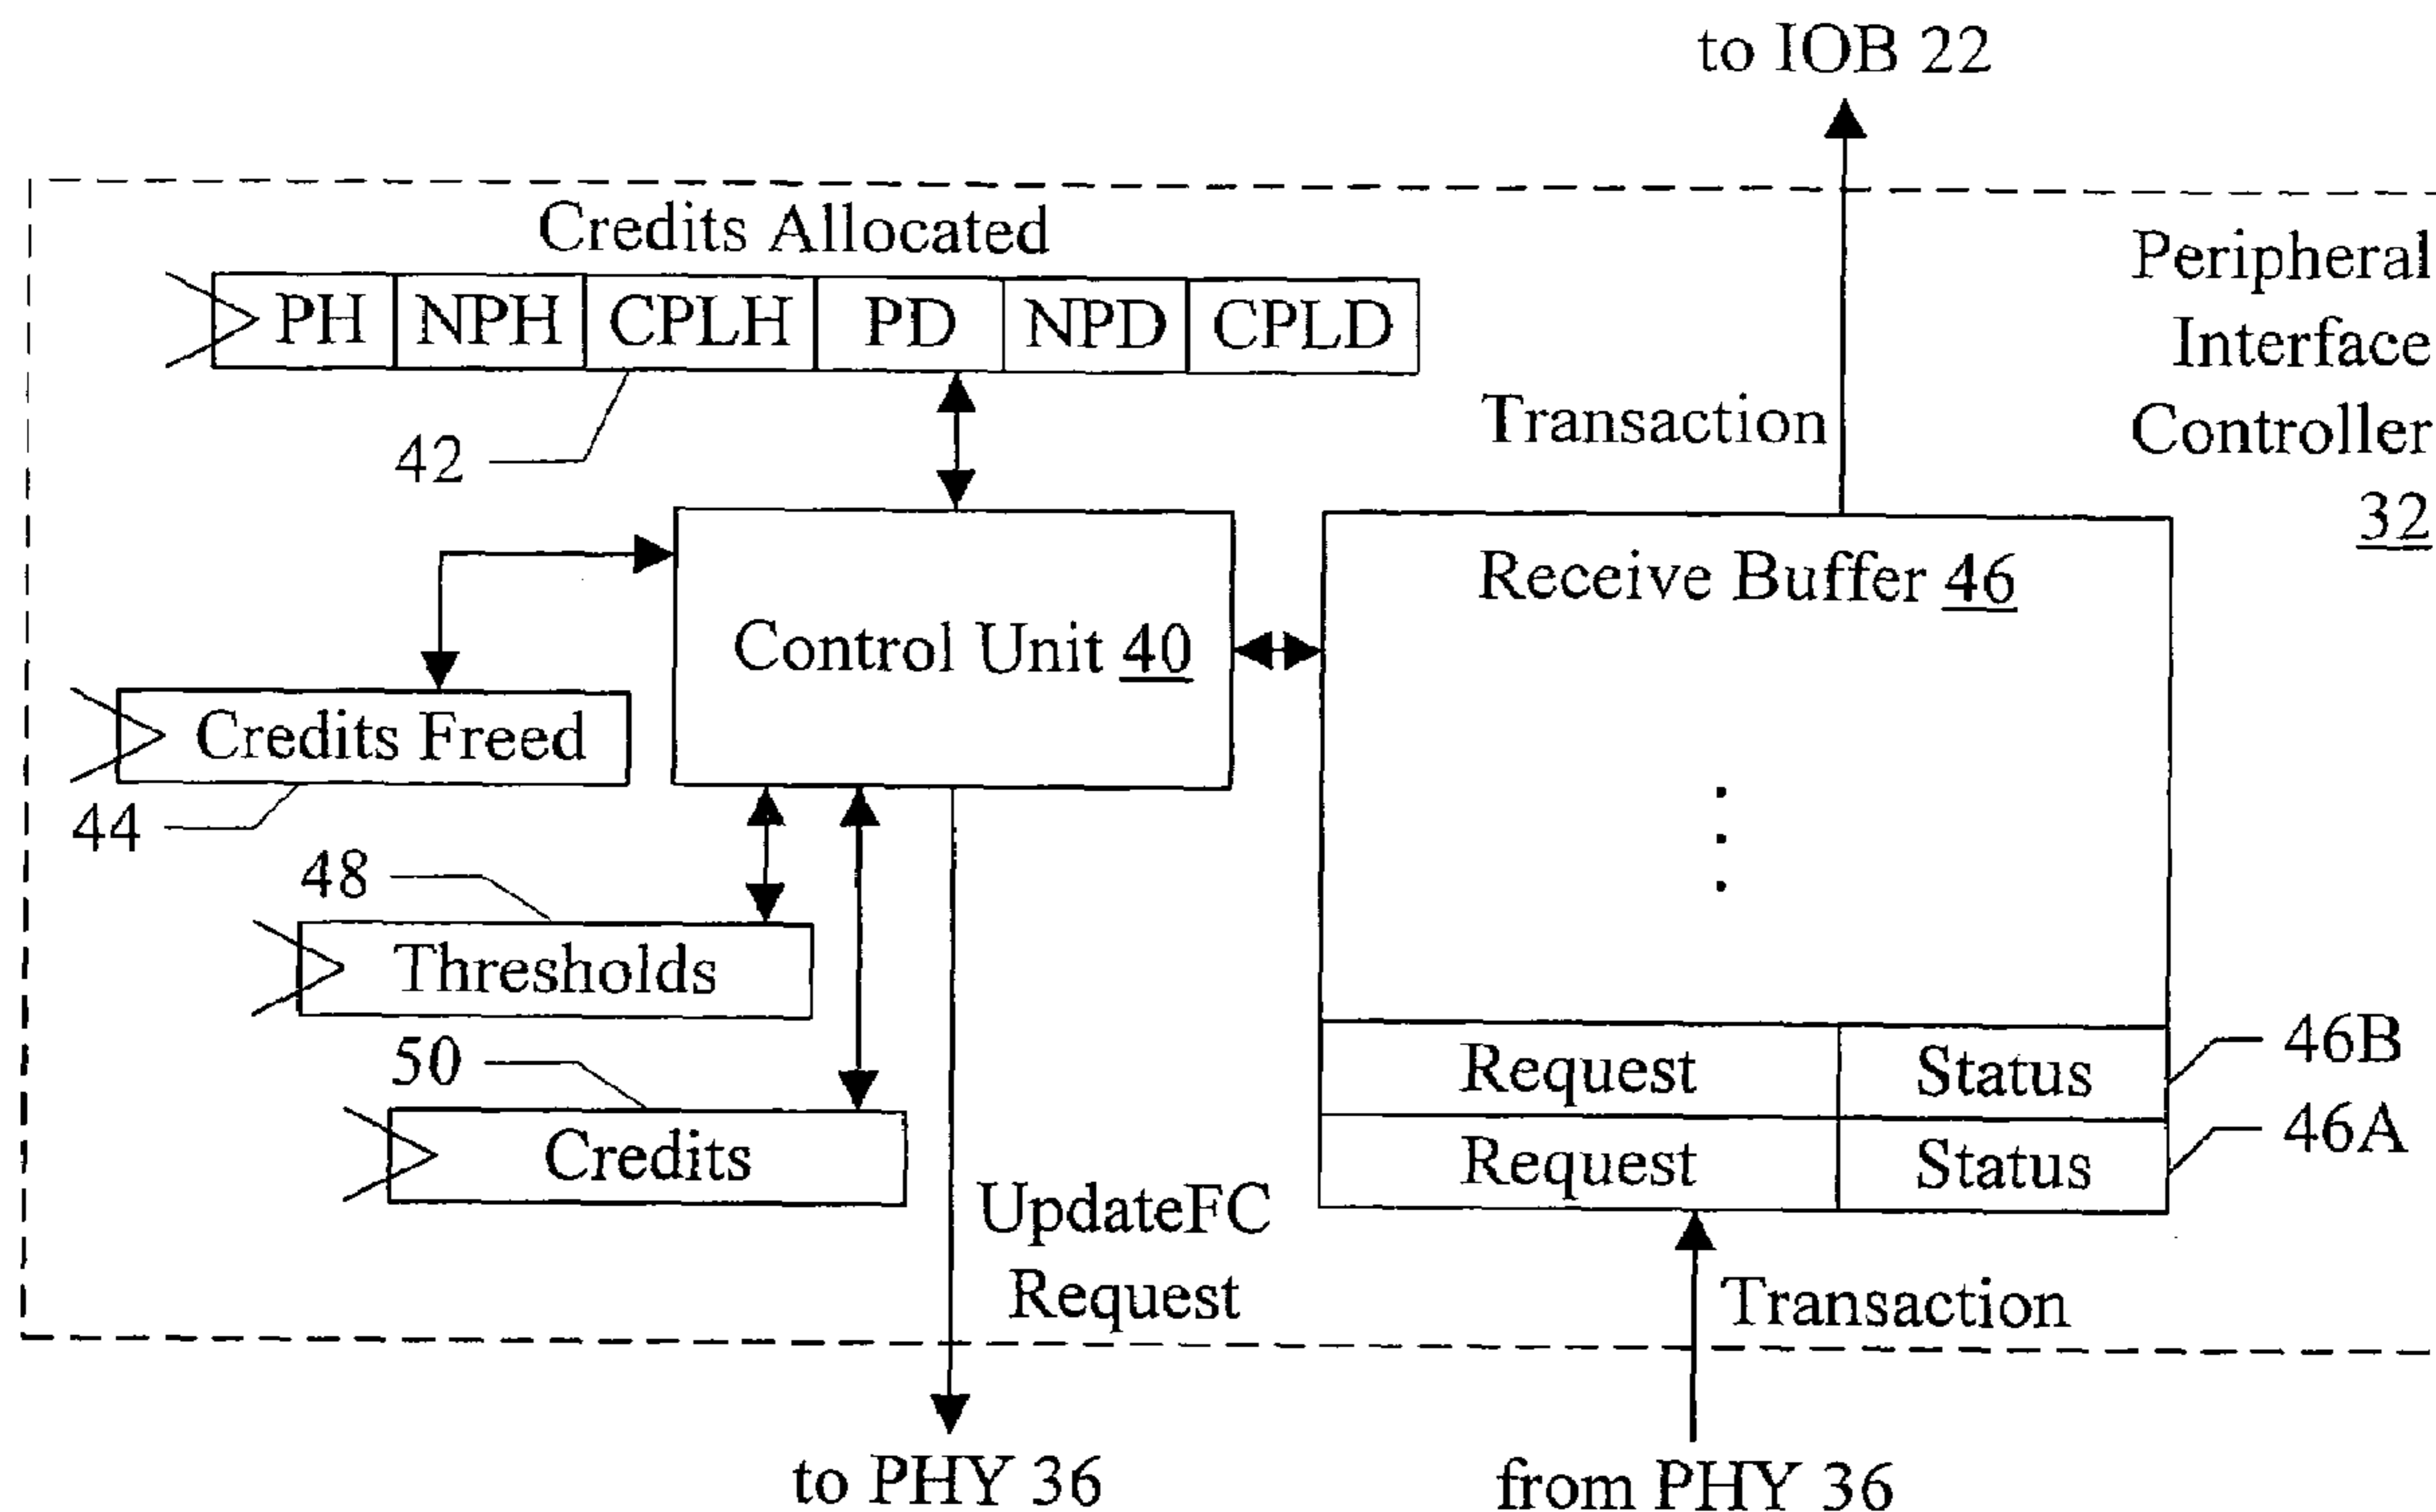 to IOB 22
Credits Allocated
Peripheral
Interface
Controller
32
PH NPH CPLH PD NPD CPLD
42
Transaction
Control Unit 40
Receive Buffer 46
Credits Freed
44
48
Thresholds
50
Credits
Request Status 46B
Request Status 46A
UpdateFC
Request
Transaction
to PHY 36
from PHY 36